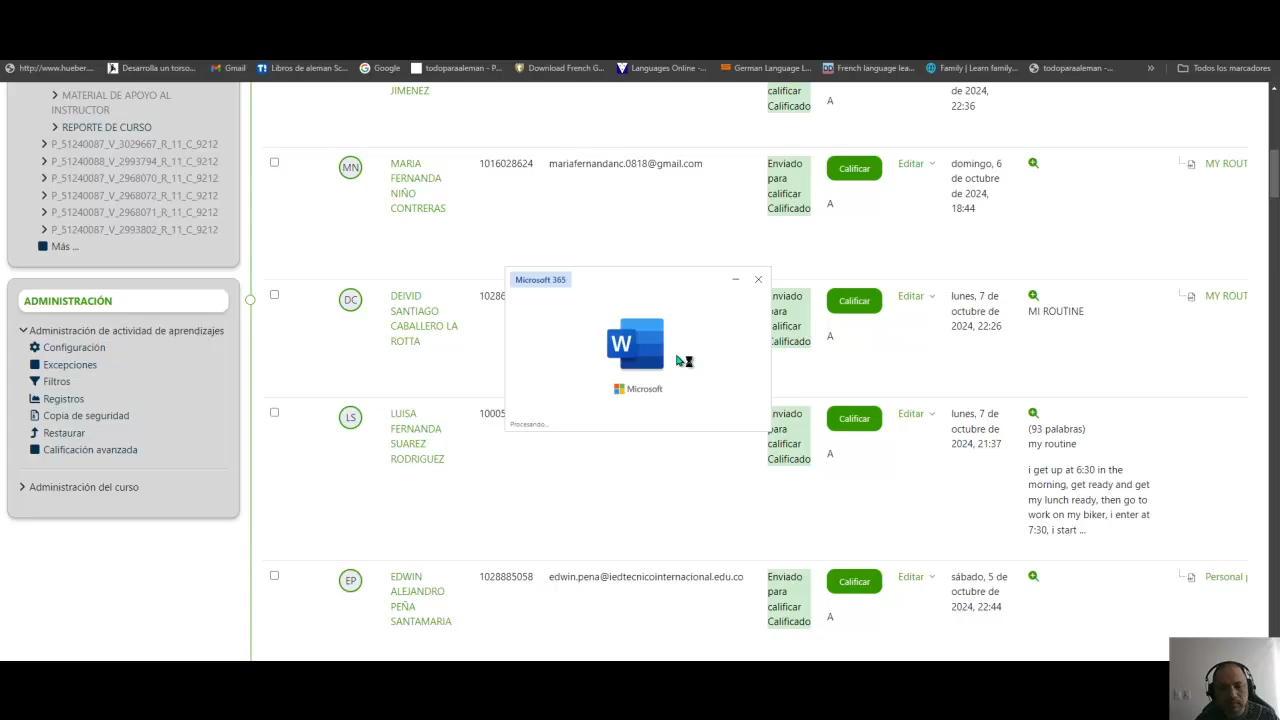 http://www.hueber....
Desarrolla un torso...
Gmail
Libros de aleman Sc...
Google
todoparaaleman - P...
Download French G...
Languages Online -...
German Language L...
French language lea...
Family | Learn family...
todoparaaleman -...
»
Todos los marcadores
MATERIAL DE APOYO AL
INSTRUCTOR
REPORTE DE CURSO
P_51240087_V_3029667_R_11_C_9212
P_51240088_V_2993794_R_11_C_9212
P_51240087_V_2968070_R_11_C_9212
P_51240087_V_2968072_R_11_C_9212
P_51240087_V_2968071_R_11_C_9212
P_51240087_V_2993802_R_11_C_9212
Más ...
ADMINISTRACIÓN
Administración de actividad de aprendizajes
Configuración
Excepciones
Filtros
Registros
Copia de seguridad
Restaurar
Calificación avanzada
Administración del curso
JIMENEZ
calificar
Calificado
A
de 2024,
22:36
MN
MARIA
FERNANDA
NIÑO
CONTRERAS
1016028624
mariafernandanc.0818@gmail.com
Enviado
para
calificar
Calificado
Calificar
A
Editar
domingo, 6
de octubre
de 2024,
18:44
MY ROUT
DC
DEIVID
SANTIAGO
CABALLERO LA
ROTTA
10286
nviado
ara
alificar
alificado
Calificar
A
Editar
lunes, 7 de
octubre de
2024, 22:26
MI ROUTINE
MY ROUT
Microsoft 365
W
Microsoft
Procesando...
LS
LUISA
FERNANDA
SUAREZ
RODRIGUEZ
10005
para
calificar
Calificado
Calificar
A
Editar
lunes, 7 de
octubre de
2024, 21:37
(93 palabras)
my routine
i get up at 6:30 in the
morning, get ready and get
my lunch ready, then go to
work on my biker, i enter at
7:30, i start ...
EP
EDWIN
ALEJANDRO
PEÑA
SANTAMARIA
1028885058
edwin.pena@iedtecnicointernacional.edu.co
Enviado
para
calificar
Calificado
Calificar
A
Editar
sábado, 5 de
octubre de
2024, 22:44
Personal